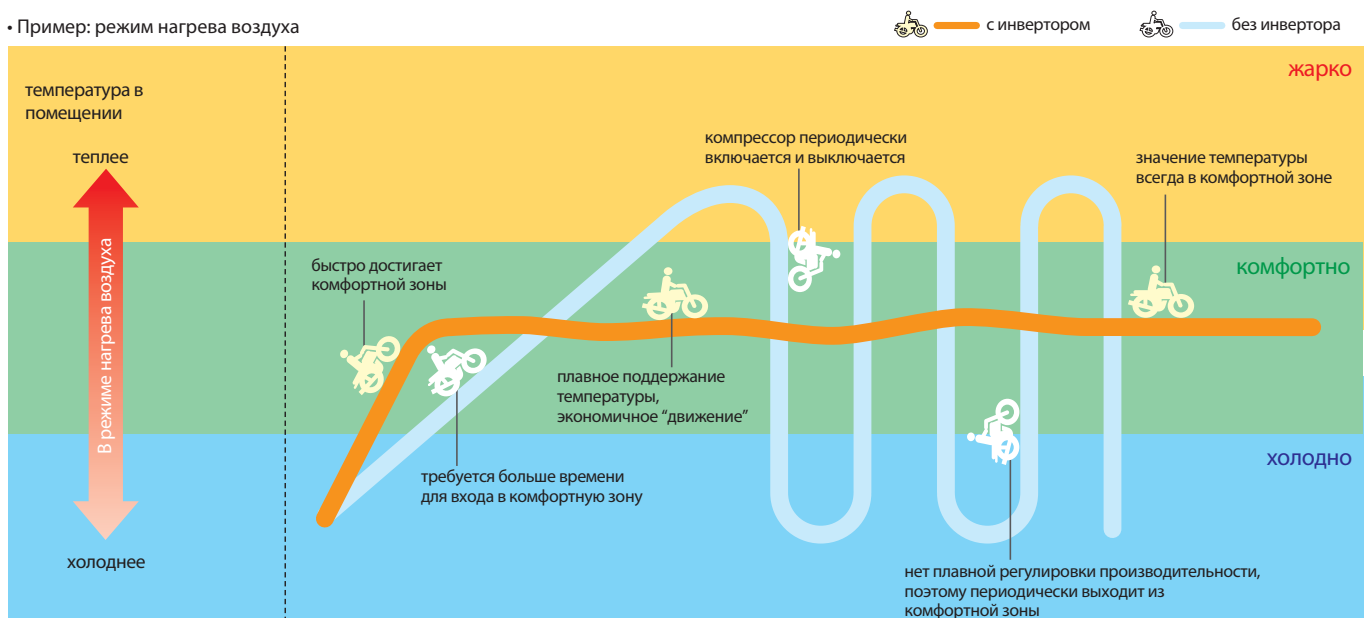 • Пример: режим нагрева воздуха
с инвертором
без инвертора
жарко
температура в
помещении
теплее
компрессор периодически
включается и выключается
значение температуры
всегда в комфортной зоне
В режиме нагрева воздуха
быстро достигает
комфортной зоны
комфортно
плавное поддержание
температуры,
экономичное “движение”
холодно
требуется больше времени
для входа в комфортную зону
холоднее
нет плавной регулировки производительности,
поэтому периодически выходит из
комфортной зоны